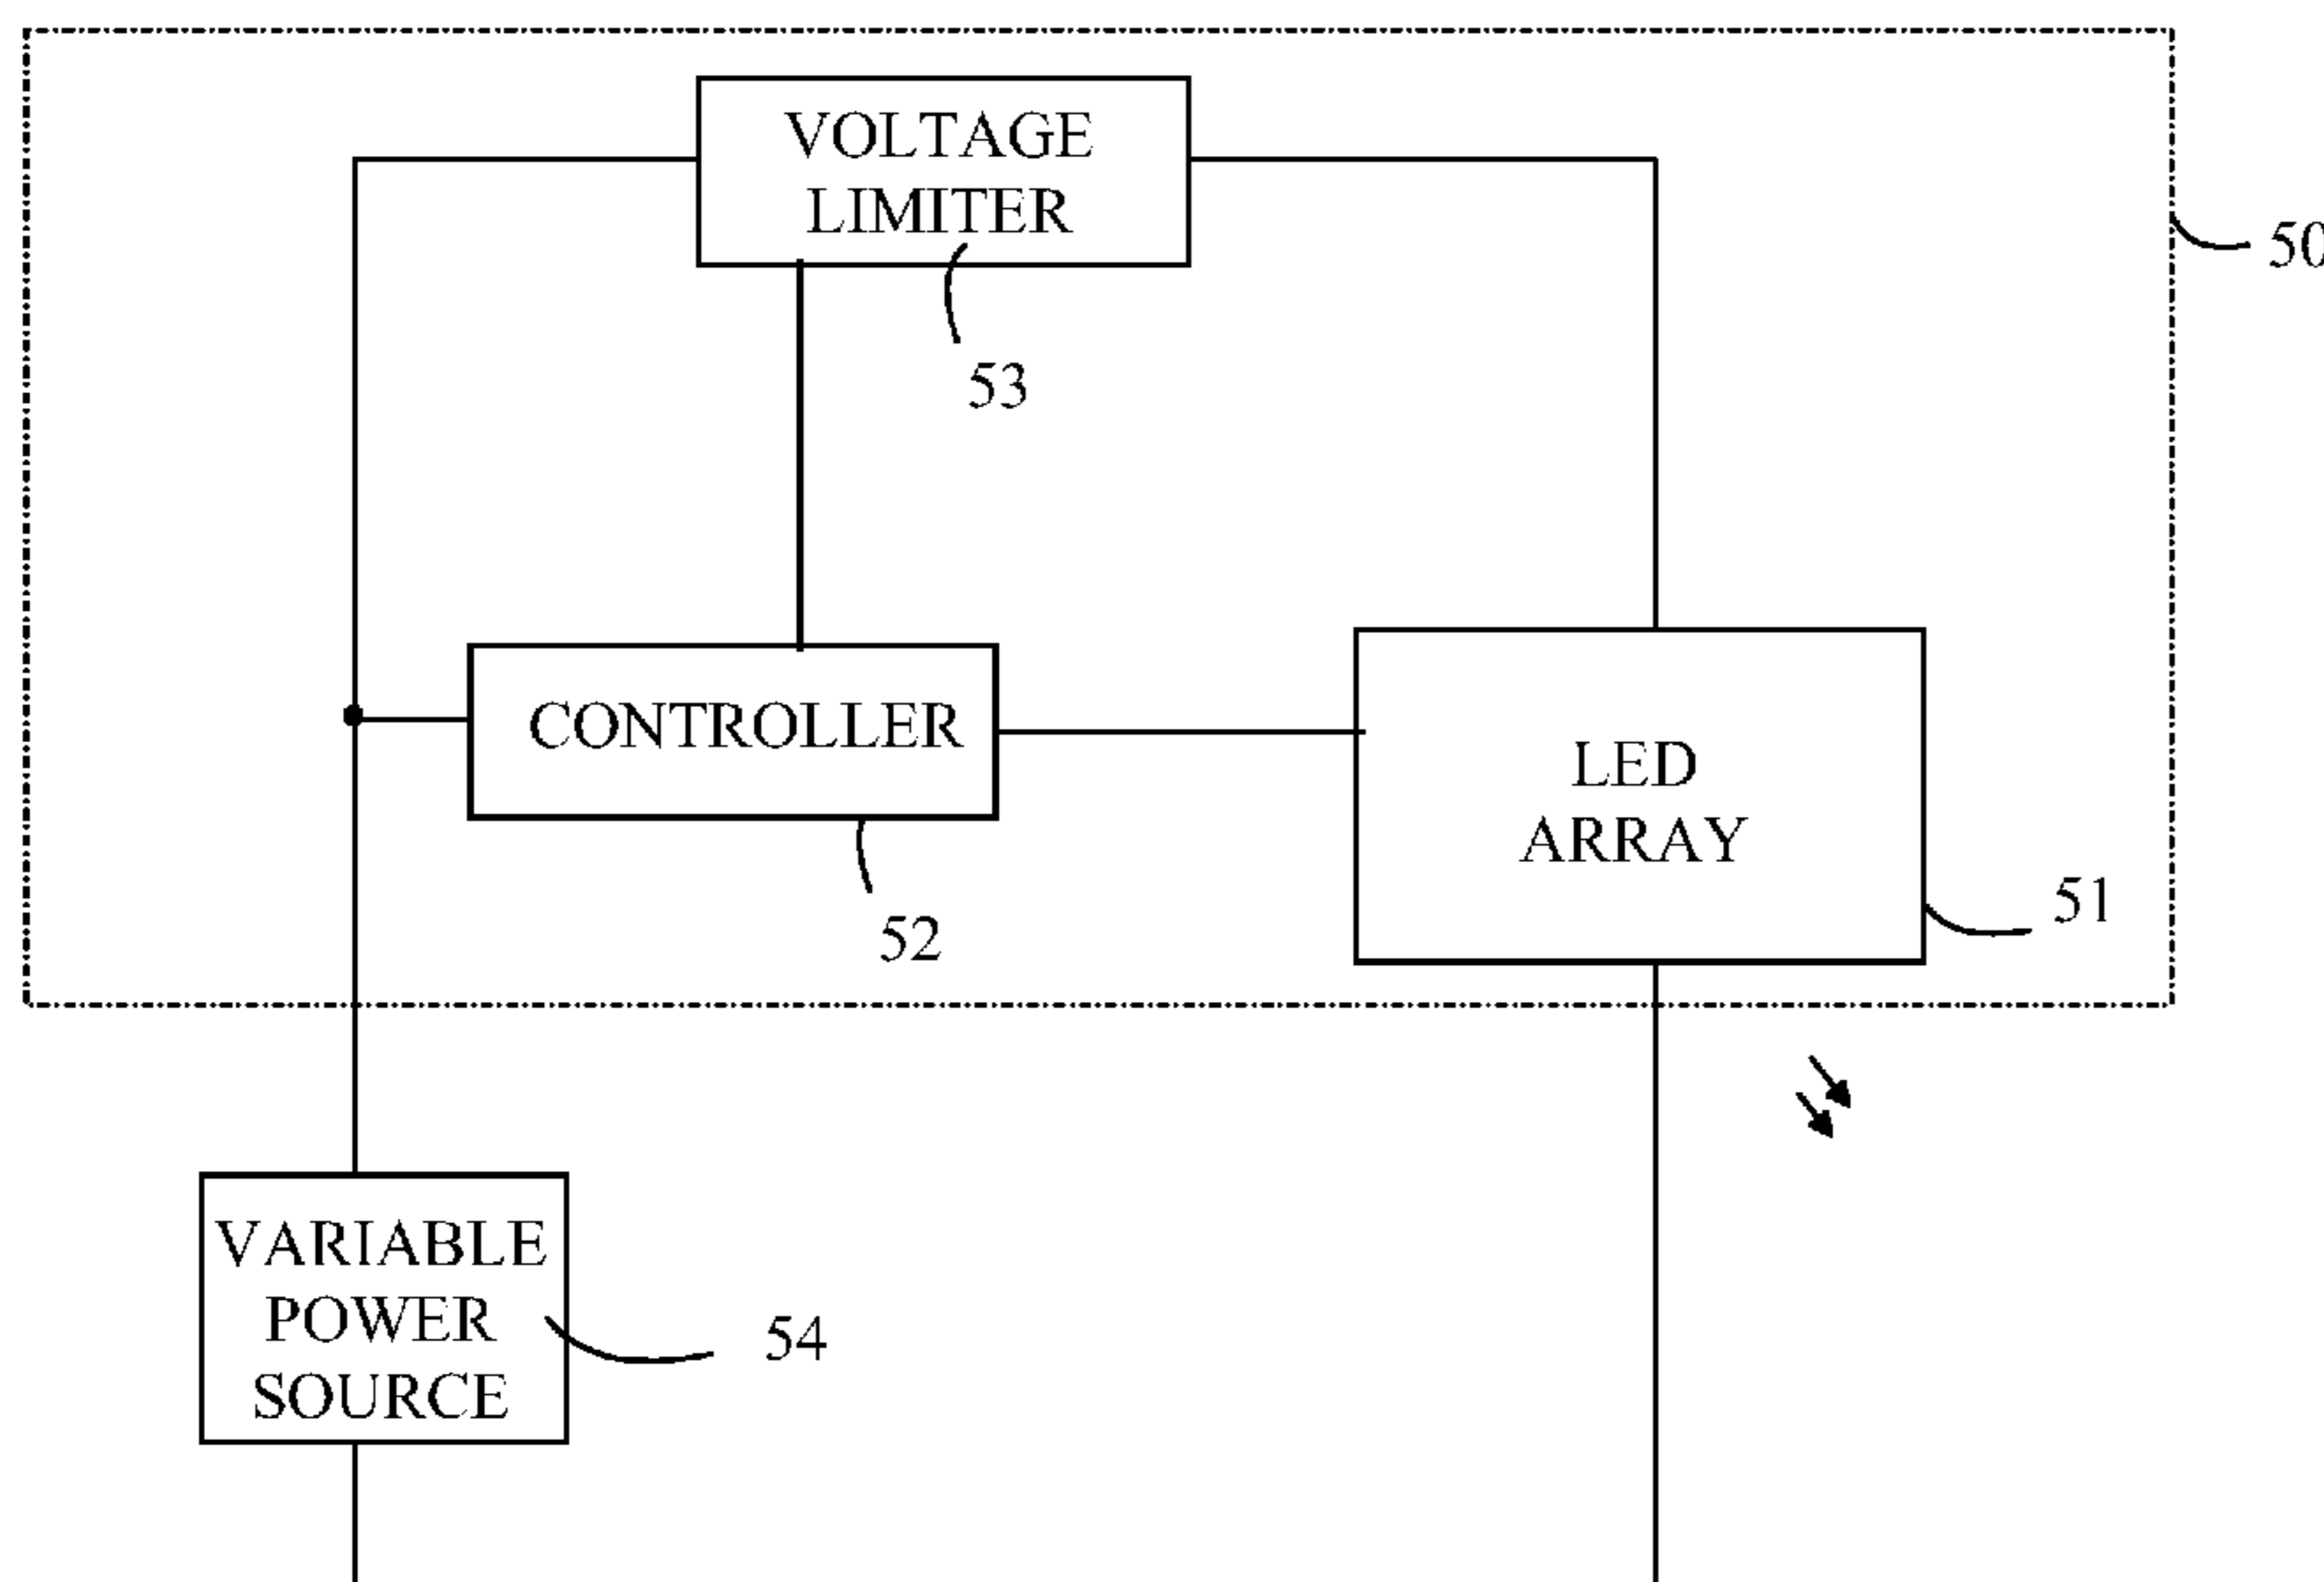 VOLTAGE
LIMITER
50
53
CONTROLLER
LED
ARRAY
51
52
VARIABLE
POWER
SOURCE
54